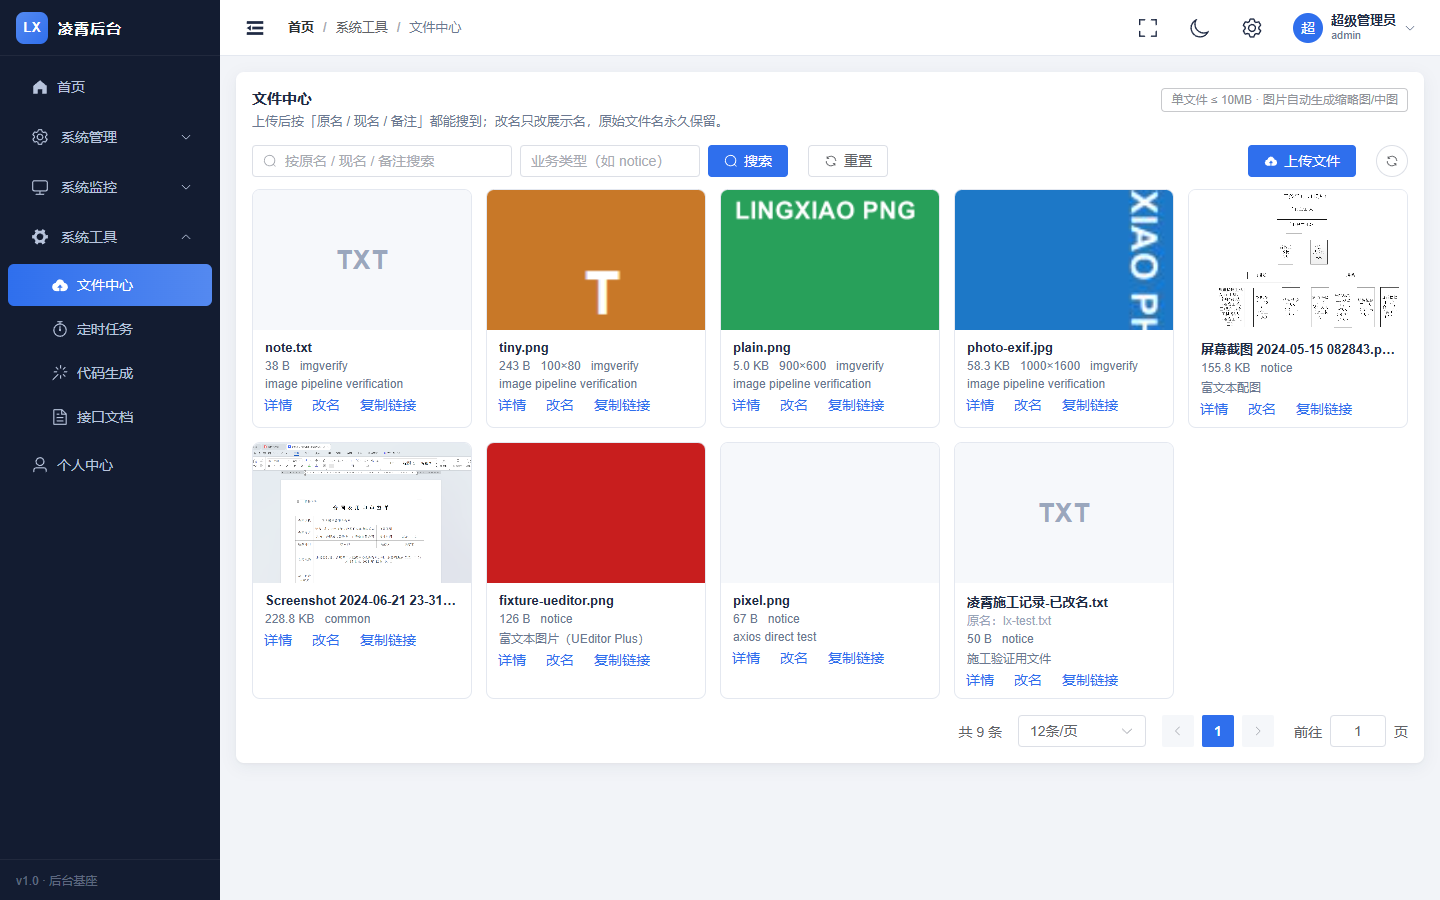 LX 凌霄后台
首页
系统管理
系统监控
系统工具
文件中心
定时任务
代码生成
接口文档
个人中心
v1.0 · 后台基座
首页 / 系统工具 / 文件中心
超 超级管理员
admin
文件中心
单文件 ≤ 10MB · 图片自动生成缩略图/中图
上传后按「原名 / 现名 / 备注」都能搜到；改名只改展示名，原始文件名永久保留。
按原名 / 现名 / 备注搜索
业务类型（如 notice）
搜索
重置
上传文件
TXT
note.txt
38 B imgverify
image pipeline verification
详情 改名 复制链接
T
tiny.png
243 B 100×80 imgverify
image pipeline verification
详情 改名 复制链接
LINGXIAO PNG
plain.png
5.0 KB 900×600 imgverify
image pipeline verification
详情 改名 复制链接
XIAO PH
photo-exif.jpg
58.3 KB 1000×1600 imgverify
image pipeline verification
详情 改名 复制链接
屏幕截图 2024-05-15 082843.p...
155.8 KB notice
富文本配图
详情 改名 复制链接
Screenshot 2024-06-21 23-31...
228.8 KB common
详情 改名 复制链接
fixture-ueditor.png
126 B notice
富文本图片（UEditor Plus）
详情 改名 复制链接
pixel.png
67 B notice
axios direct test
详情 改名 复制链接
TXT
凌霄施工记录-已改名.txt
原名：lx-test.txt
50 B notice
施工验证用文件
详情 改名 复制链接
共 9 条
12条/页
1
前往 1 页